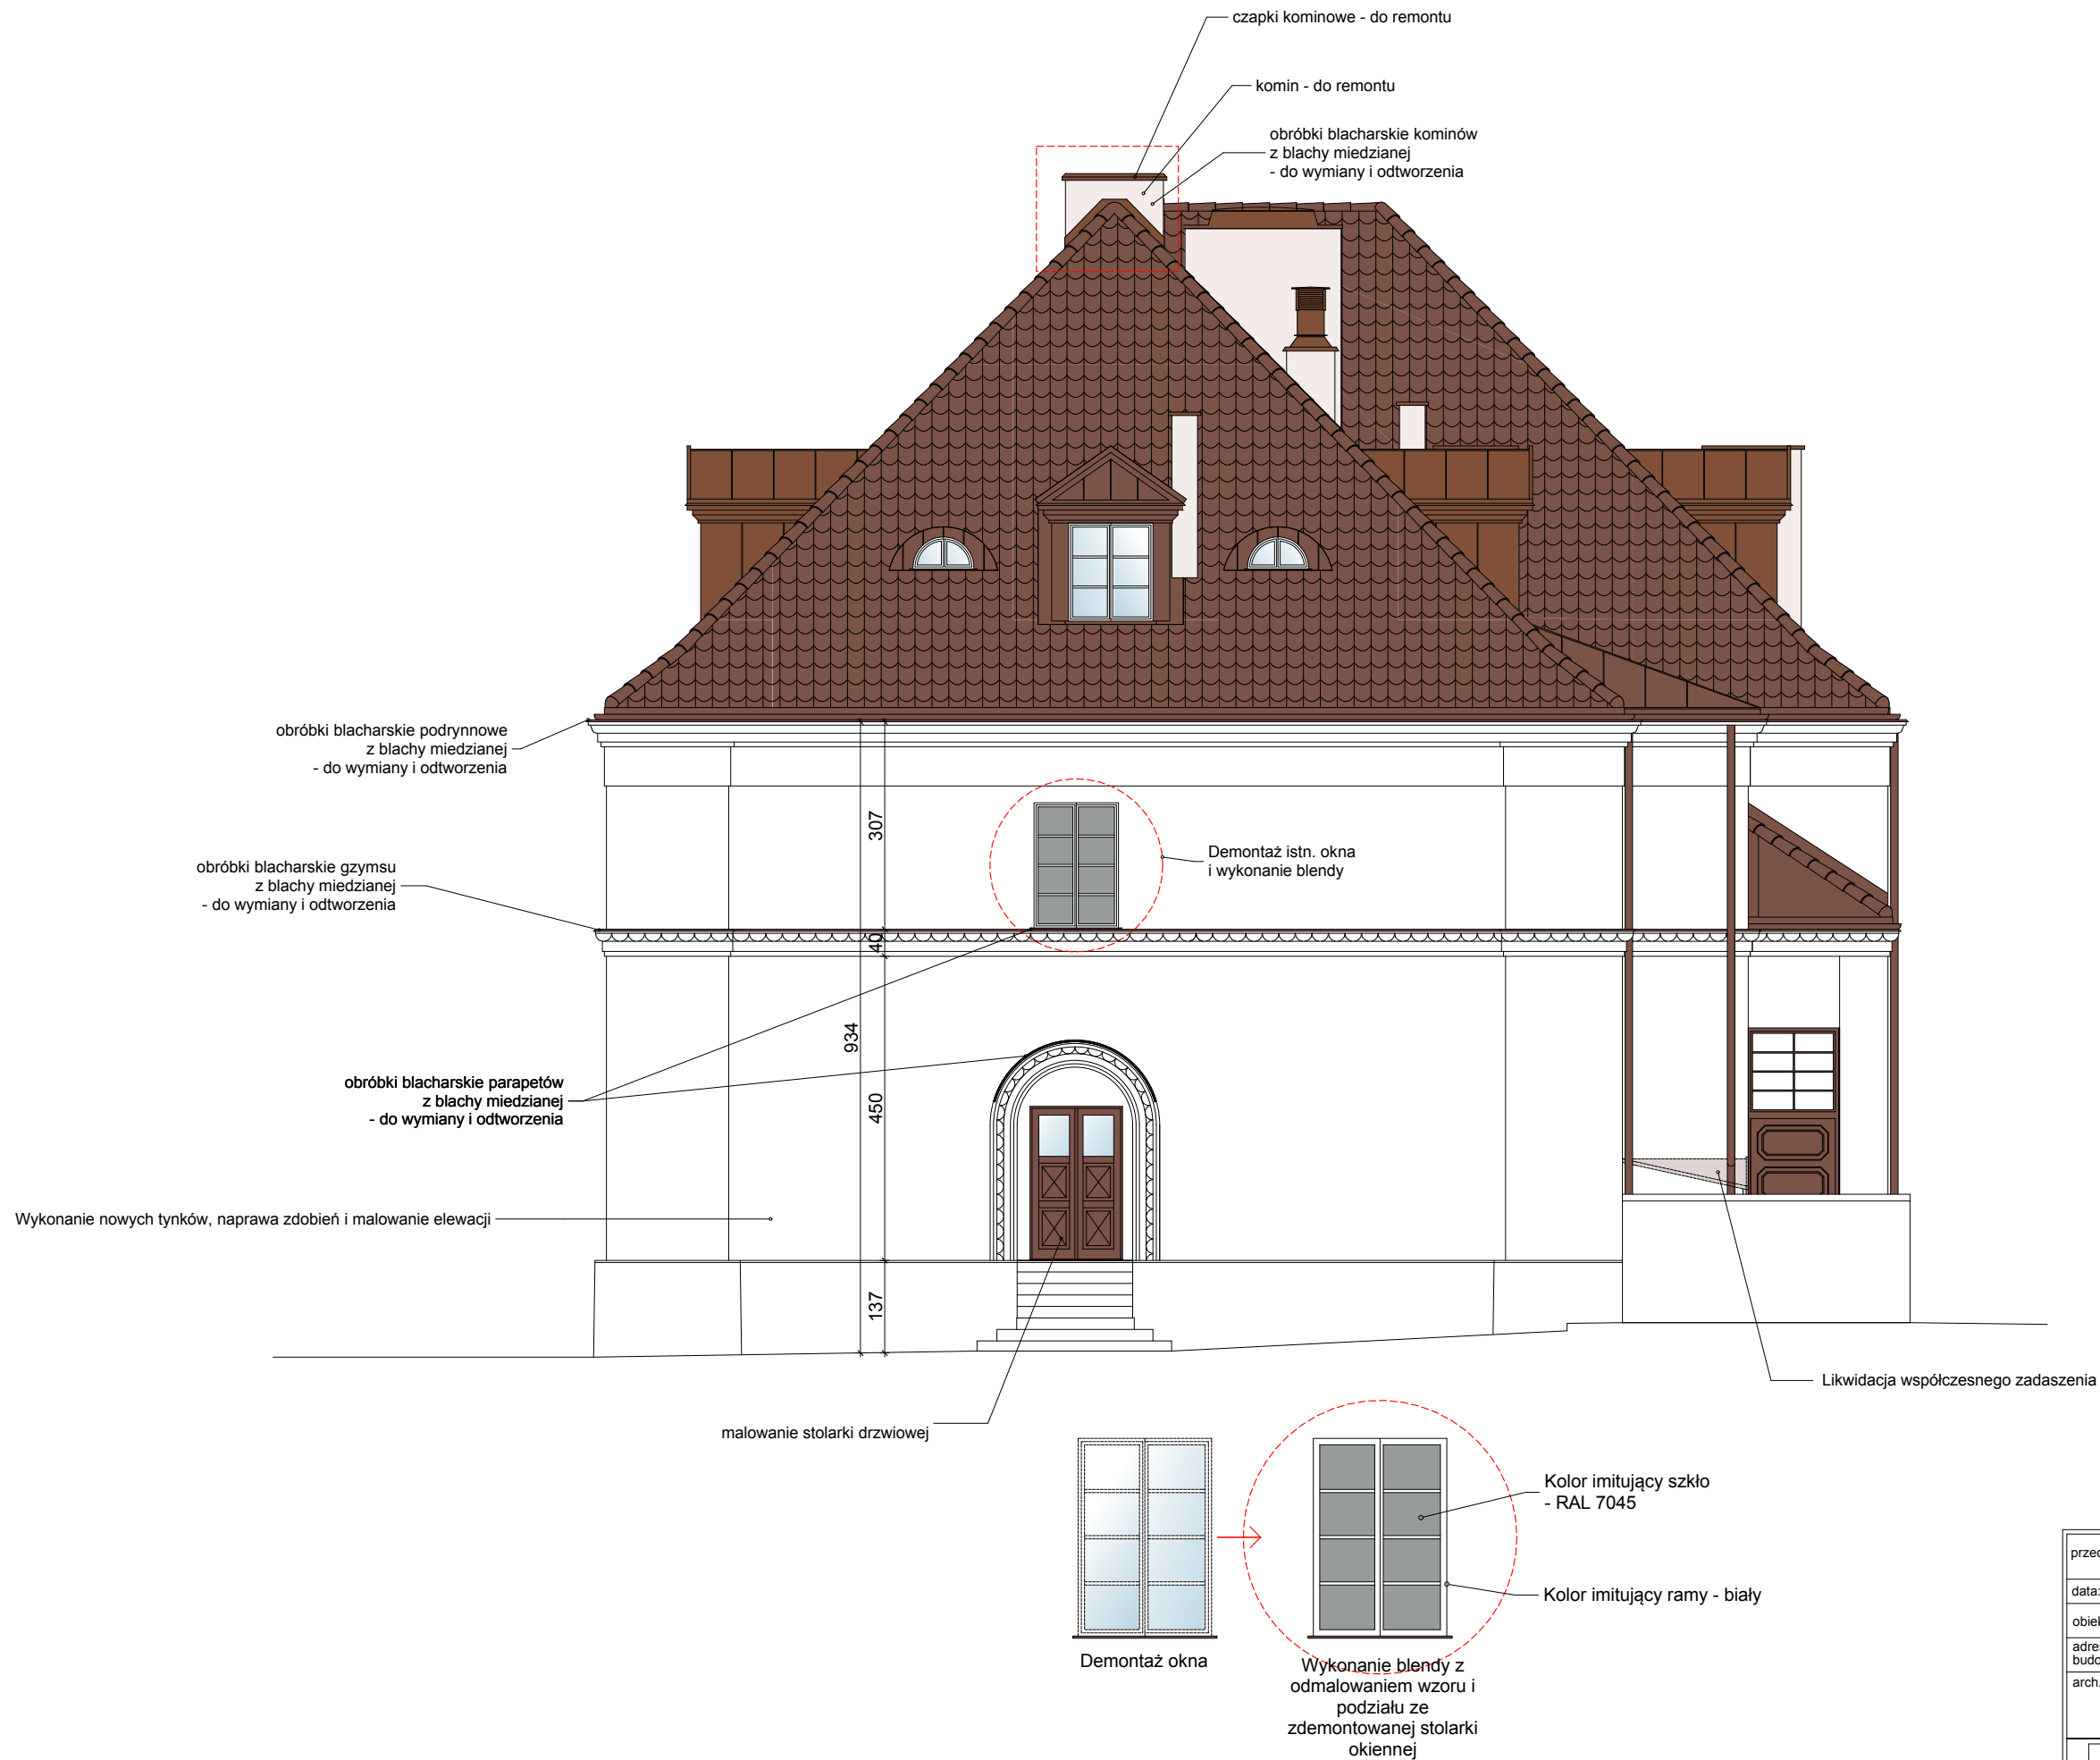 czapki kominowe - do remontu
komin - do remontu
obróbki blacharskie kominów
z blachy miedzianej
- do wymiany i odtworzenia
obróbki blacharskie podrynnowe
z blachy miedzianej
- do wymiany i odtworzenia
307
Demontaż istn. okna
i wykonanie blendy
obróbki blacharskie gzymsu
z blachy miedzianej
- do wymiany i odtworzenia
40
934
obróbki blacharskie parapetów
z blachy miedzianej
- do wymiany i odtworzenia
450
Wykonanie nowych tynków, naprawa zdobień i malowanie elewacji
137
Likwidacja współczesnego zadaszenia
malowanie stolarki drzwiowej
Kolor imitujący szkło
- RAL 7045
Kolor imitujący ramy - biały
Demontaż okna
Wykonanie blendy z
odmalowaniem wzoru i
podziału ze
zdemontowanej stolarki
okiennej
data:
arch.